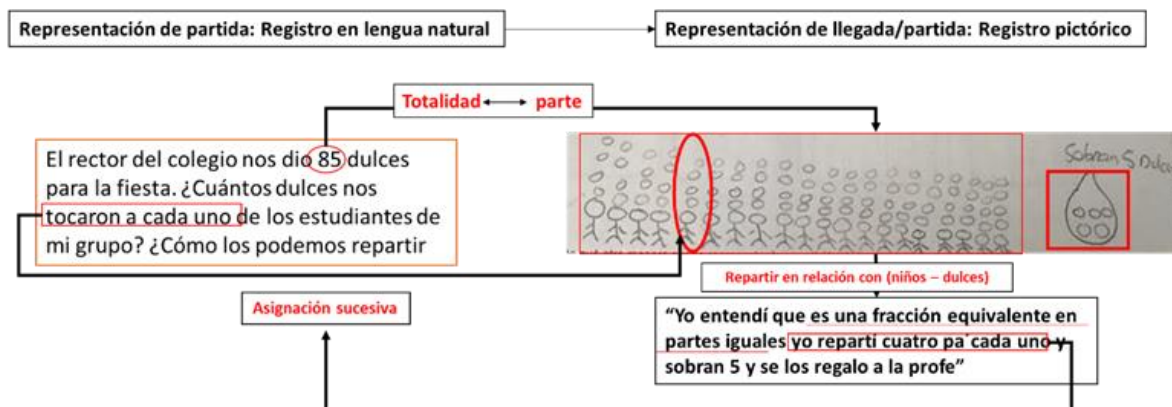 Representación de partida: Registro en lengua natural
Representación de llegada/partida: Registro pictórico
Totalidad parte
El rector del colegio nos dio 85 dulces
para la fiesta. ¿Cuántos dulces nos
tocaron a cada uno de los estudiantes de
mi grupo? ¿Cómo los podemos repartir
Sobran 5 Dulce
Repartir en relación con (niños – dulces)
Asignación sucesiva
“Yo entendí que es una fracción equivalente en
partes iguales yo repartí cuatro pa´cada uno y
sobran 5 y se los regalo a la profe”